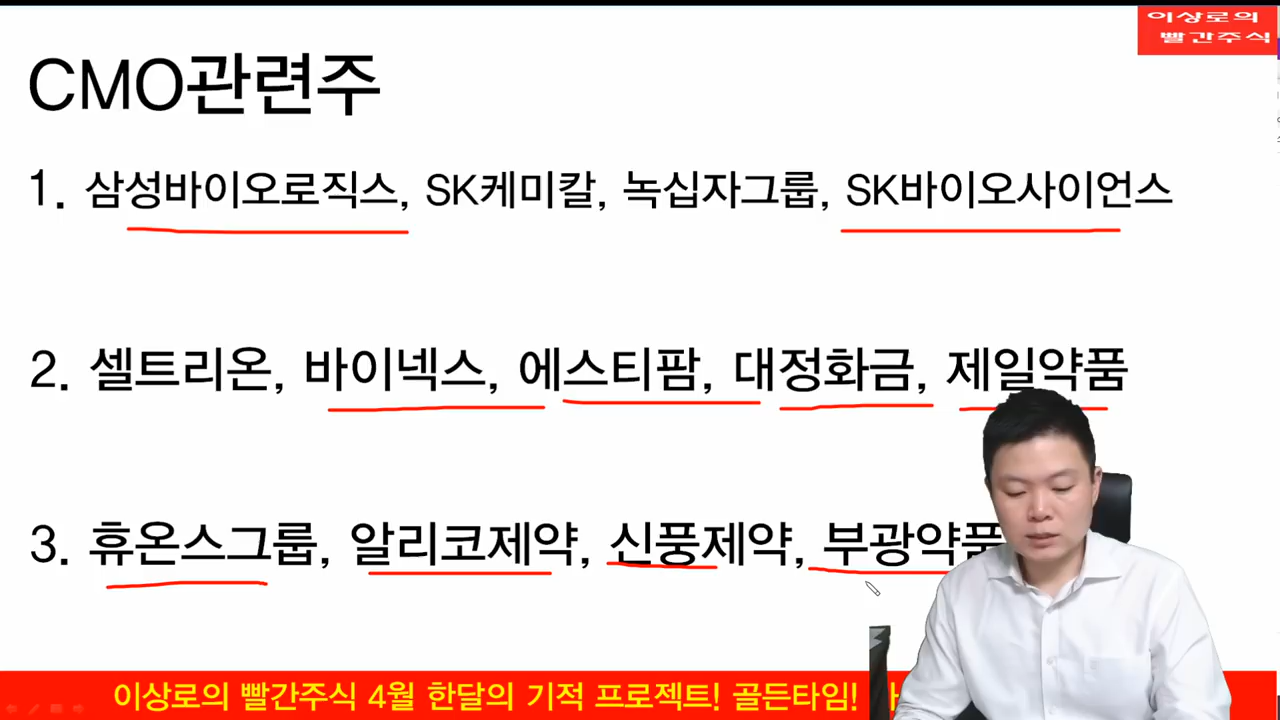 이상로의
빨간주식
CMO관련주
1. 삼성바이오로직스, SK케미칼, 녹십자그룹, SK바이오사이언스
2. 셀트리온, 바이넥스, 에스티팜, 대정화금, 제일약품
3. 휴온스그룹, 알리코제약, 신풍제약, 부광약품
이상로의 빨간주식 4월 한달의 기적 프로젝트! 골든타임!